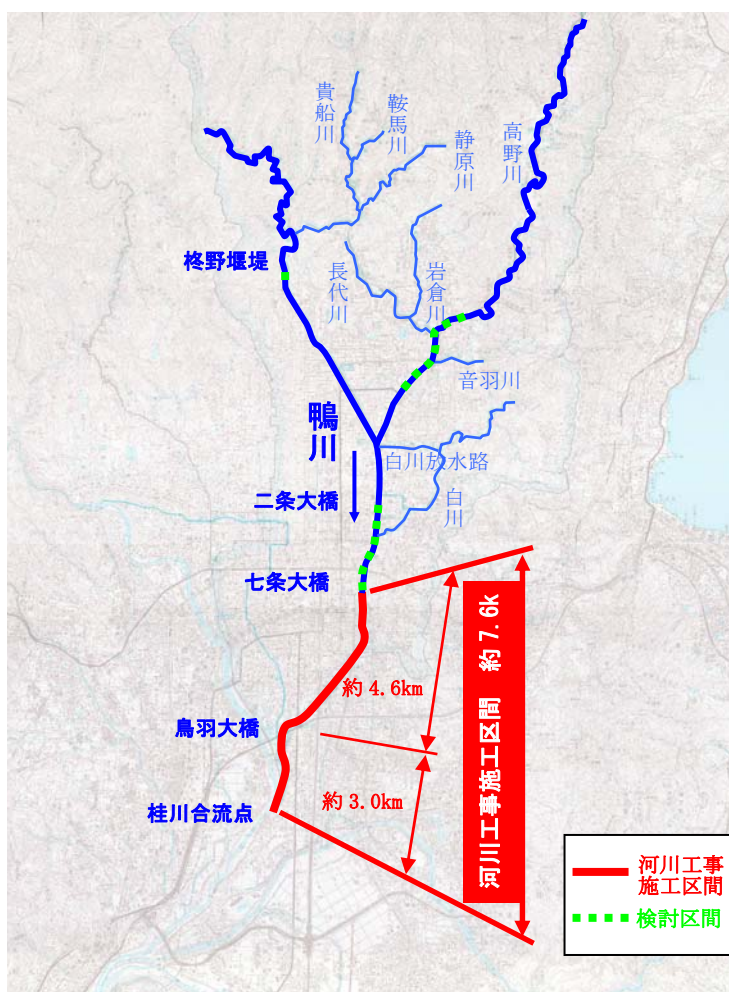 貴船川
鞍馬川
静原川
高野川
柊野堰堤
長代川
岩倉川
音羽川
鴨川
白川放水路
二条大橋
白川
七条大橋
河川工事施工区間 約 7.6k
約 4.6km
鳥羽大橋
約 3.0km
桂川合流点
河川工事
施工区間
検討区間